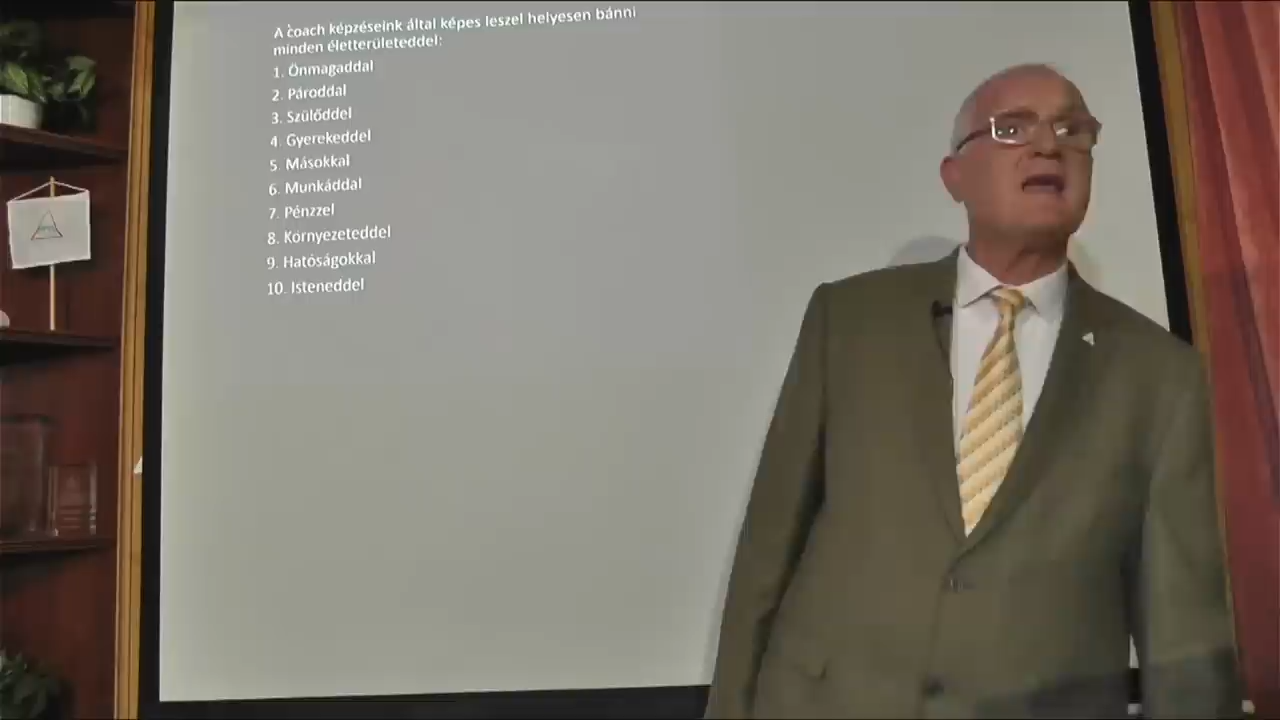 A coach képzéseink által képes leszel helyesen bánni
minden életterületeddel:
1. Önmagaddal
2. Pároddal
3. Szülőddel
4. Gyerekeddel
5. Másokkal
6. Munkáddal
7. Pénzzel
8. Környezeteddel
9. Hatóságokkal
10. Isteneddel